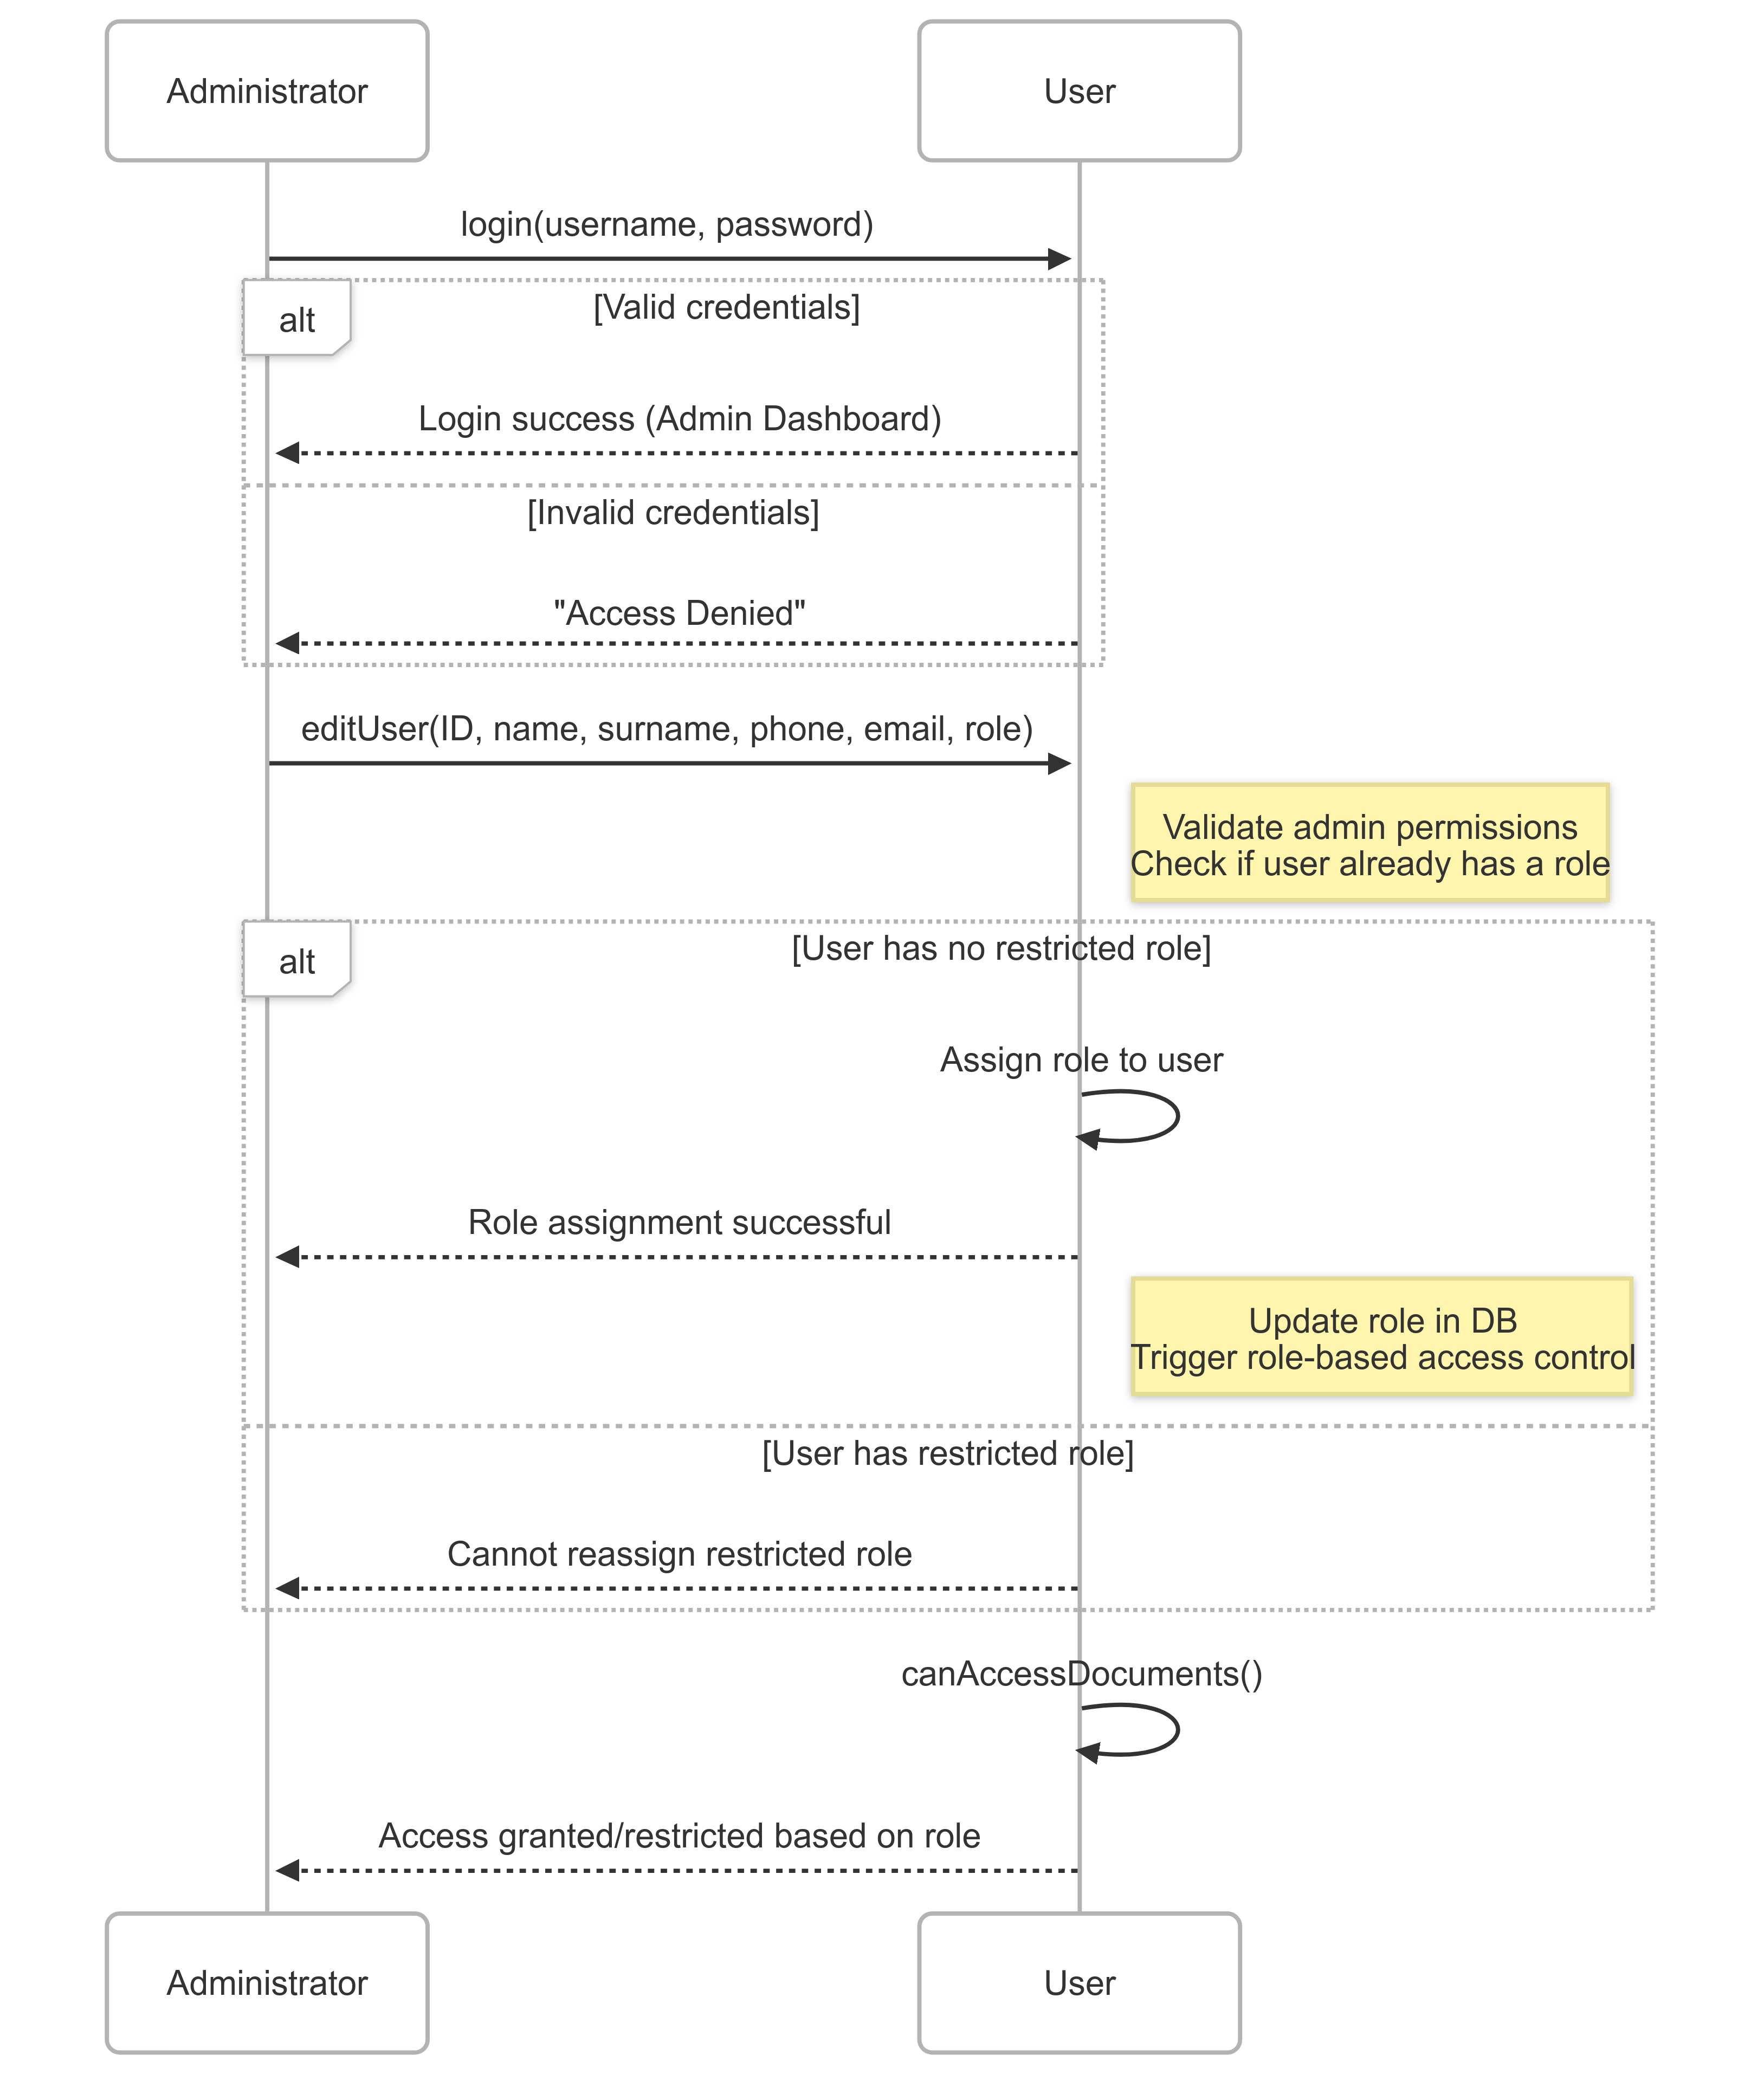 Administrator
User
login(username, password)
alt
[Valid credentials]
Login success (Admin Dashboard)
[Invalid credentials]
"Access Denied"
editUser(ID, name, surname, phone, email, role)
Validate admin permissions
Check if user already has a role
alt
[User has no restricted role]
Assign role to user
Role assignment successful
Update role in DB
Trigger role-based access control
[User has restricted role]
Cannot reassign restricted role
canAccessDocuments()
Access granted/restricted based on role
Administrator
User